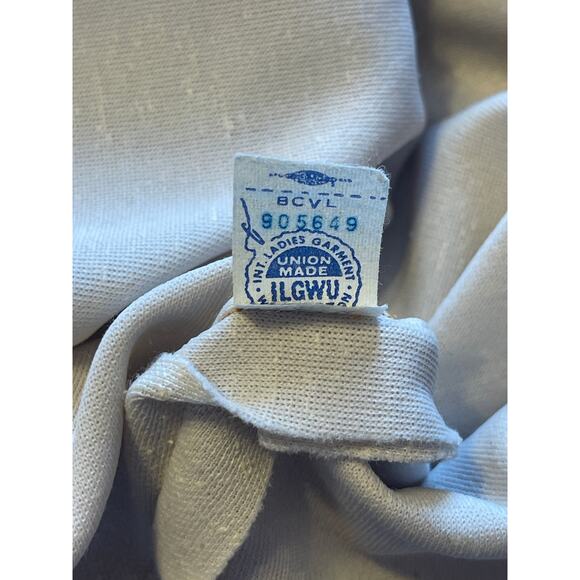 BCVL
905649
INT. LADIES GARMENT
UNION
MADE
ILGWU